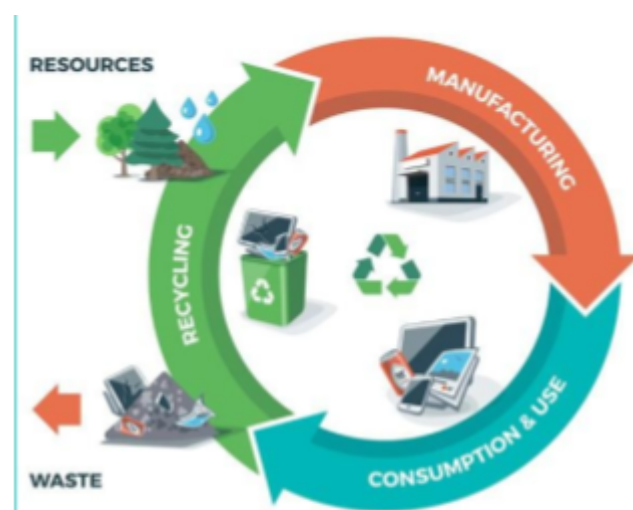 RESOURCES
MANUFACTURING
RECYCLING
CONSUMPTION & USE
WASTE